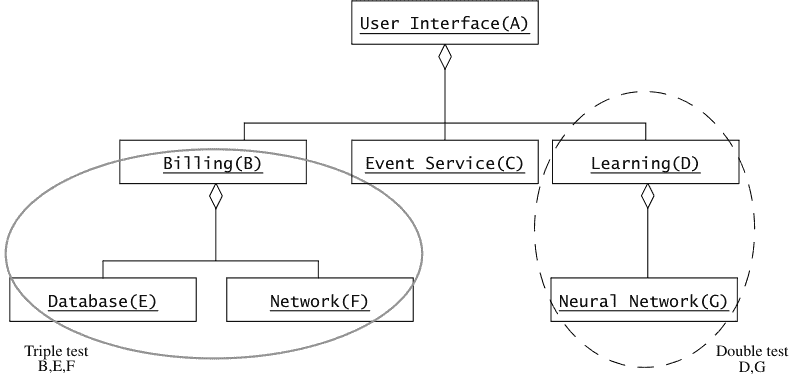 User Interface(A)
Billing(B)
Event Service(C)
Learning(D)
Database(E)
Network(F)
Neural Network(G)
Triple test
B,E,F
Double test
D,G